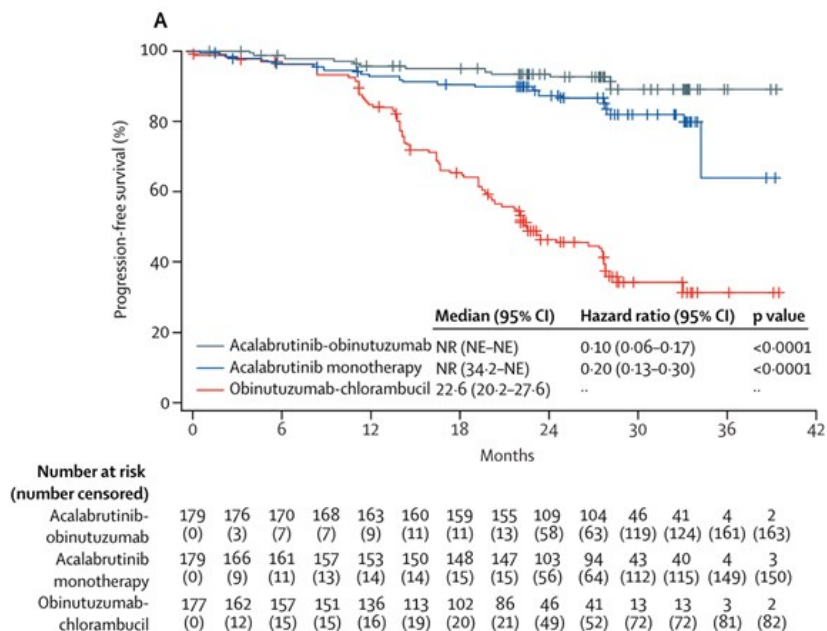 A
100
80
60
40
20
0
Progression-free survival (%)
Median (95% CI) Hazard ratio (95% CI) p value
Acalabrutinib-obinutuzumab NR (NE–NE) 0·10 (0·06–0·17) <0·0001
Acalabrutinib monotherapy NR (34·2–NE) 0·20 (0·13–0·30) <0·0001
Obinutuzumab-chlorambucil 22·6 (20·2–27·6) .. ..
0 6 12 18 24 30 36 42
Months
Number at risk
(number censored)
Acalabrutinib- 179 176 170 168 163 160 159 155 109 104 46 41 4 2
obinutuzumab (0) (3) (7) (7) (9) (11) (11) (13) (58) (63) (119) (124) (161) (163)
Acalabrutinib 179 166 161 157 153 150 148 147 103 94 43 40 4 3
monotherapy (0) (9) (11) (13) (14) (14) (15) (15) (56) (64) (112) (115) (149) (150)
Obinutuzumab- 177 162 157 151 136 113 102 86 46 41 13 13 3 2
chlorambucil (0) (12) (15) (15) (16) (19) (20) (21) (49) (52) (72) (72) (81) (82)